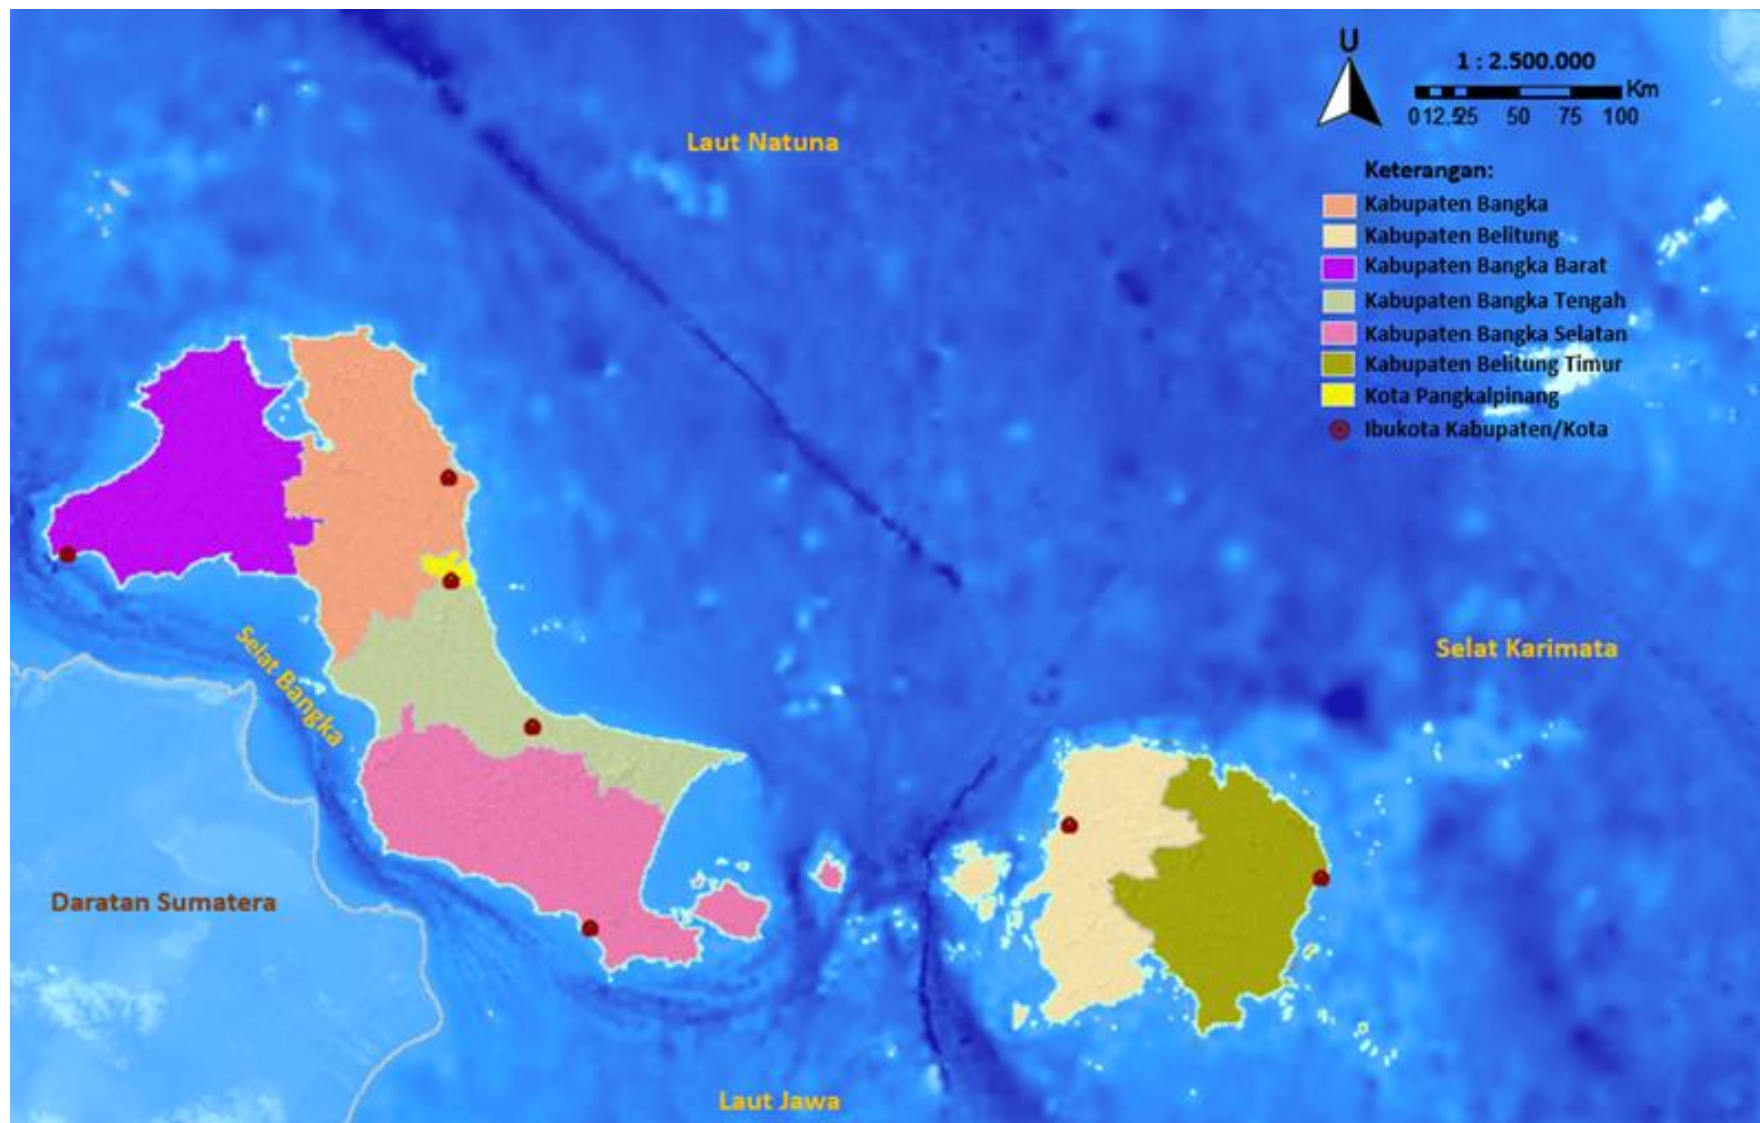 U
1 : 2.500.000
Km
0 12.5 25 50 75 100
Laut Natuna
Keterangan:
Kabupaten Bangka
Kabupaten Belitung
Kabupaten Bangka Barat
Kabupaten Bangka Tengah
Kabupaten Bangka Selatan
Kabupaten Belitung Timur
Kota Pangkalpinang
Ibukota Kabupaten/Kota
Selat Bangka
Selat Karimata
Daratan Sumatera
Laut Jawa